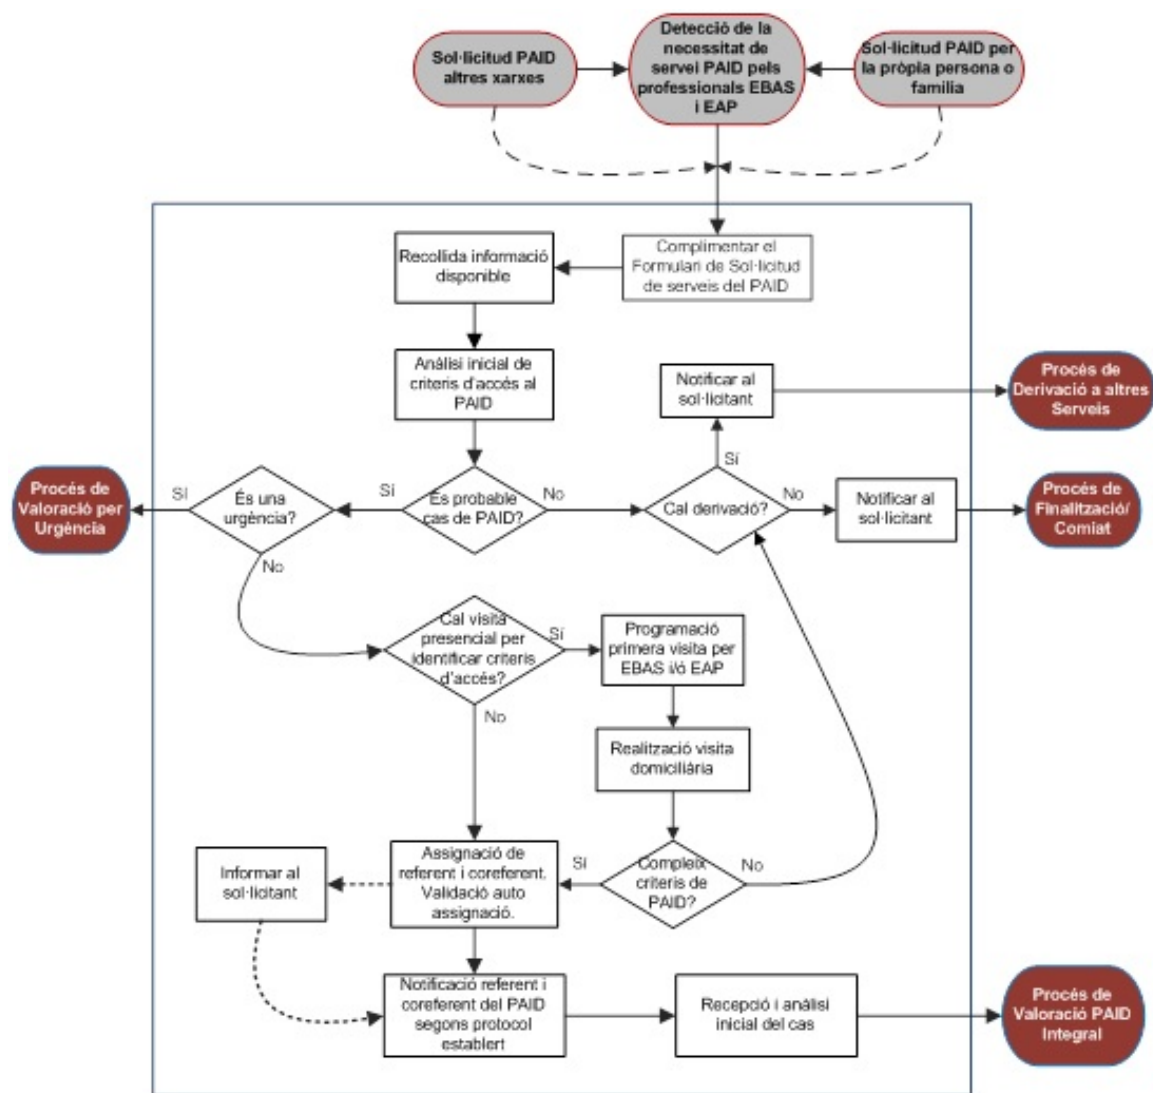 Sol·licitud PAID
altres xarxes
Detecció de la
necessitat de
servei PAID pels
professionals EBAS
i EAP
Sol·licitud PAID per
la pròpia persona o
família
Complimentar el
Formulari de Sol·licitud
de serveis del PAID
Recollida informació
disponible
Anàlisi inicial de
criteris d'accés al
PAID
Notificar al
sol·licitant
Procés de
Derivació a altres
Serveis
Sí
Procés de
Valoració per
Urgència
Sí
És una
urgència?
Sí
És probable
cas de PAID?
No
Cal derivació?
No
Notificar al
sol·licitant
Procés de
Finalització/
Comiat
No
Cal visita
presencial per
identificar criteris
d'accés?
Sí
Programació
primera visita per
EBAS i/ó EAP
No
Realització visita
domiciliària
Informar al
sol·licitant
Assignació de
referent i coreferent.
Validació auto
assignació.
Sí
Compleix
criteris de
PAID?
No
Notificació referent i
coreferent del PAID
segons protocol
establert
Recepció i anàlisi
inicial del cas
Procés de
Valoració PAID
Integral